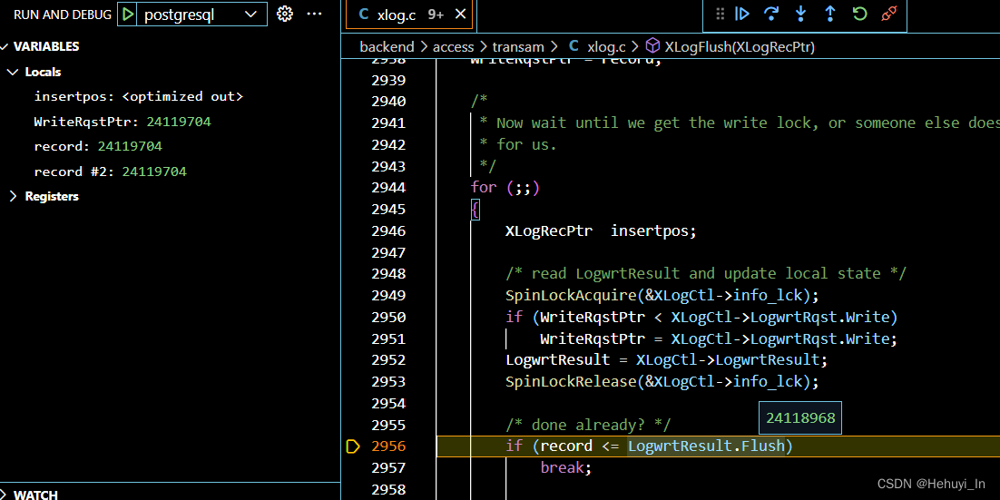 RUN AND DEBUG postgresql
VARIABLES
Locals
insertpos: <optimized out>
WriteRqstPtr: 24119704
record: 24119704
record #2: 24119704
Registers
WATCH
C xlog.c 9+
backend > access > transam > C xlog.c > XLogFlush(XLogRecPtr)
2938 WriteRqstPtr = record;
2939
2940 /*
2941 * Now wait until we get the write lock, or someone else does
2942 * for us.
2943 */
2944 for (;;)
2945 {
2946 XLogRecPtr insertpos;
2947
2948 /* read LogwrtResult and update local state */
2949 SpinLockAcquire(&XLogCtl->info_lck);
2950 if (WriteRqstPtr < XLogCtl->LogwrtRqst.Write)
2951 WriteRqstPtr = XLogCtl->LogwrtRqst.Write;
2952 LogwrtResult = XLogCtl->LogwrtResult;
2953 SpinLockRelease(&XLogCtl->info_lck);
2954
24118968
2955 /* done already? */
2956 if (record <= LogwrtResult.Flush)
2957 break;
2958
CSDN @Hehuyi_In